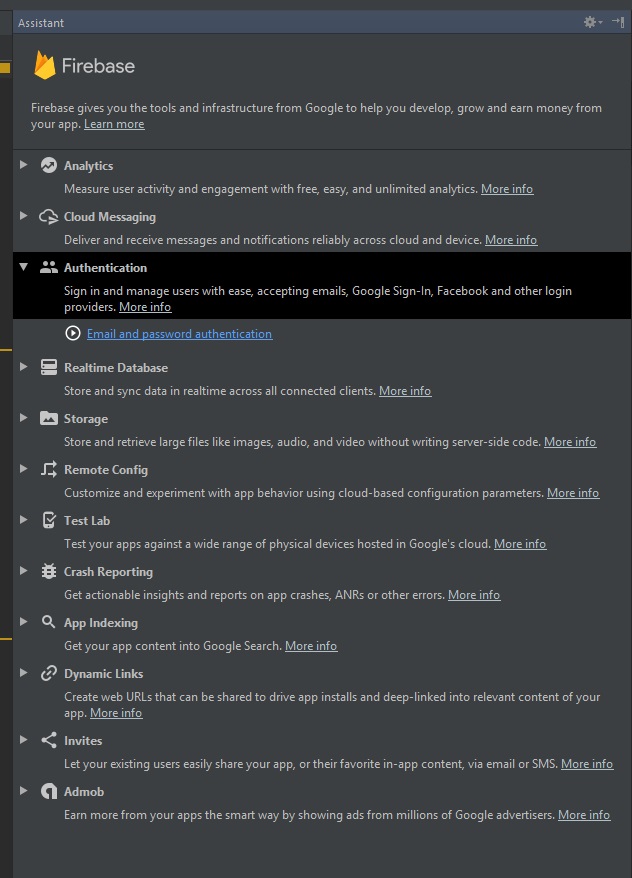 Assistant
Firebase
Firebase gives you the tools and infrastructure from Google to help you develop, grow and earn money from
your app. Learn more
Analytics
Measure user activity and engagement with free, easy, and unlimited analytics. More info
Cloud Messaging
Deliver and receive messages and notifications reliably across cloud and device. More info
Authentication
Sign in and manage users with ease, accepting emails, Google Sign-In, Facebook and other login
providers. More info
Email and password authentication
Realtime Database
Store and sync data in realtime across all connected clients. More info
Storage
Store and retrieve large files like images, audio, and video without writing server-side code. More info
Remote Config
Customize and experiment with app behavior using cloud-based configuration parameters. More info
Test Lab
Test your apps against a wide range of physical devices hosted in Google's cloud. More info
Crash Reporting
Get actionable insights and reports on app crashes, ANRs or other errors. More info
App Indexing
Get your app content into Google Search. More info
Dynamic Links
Create web URLs that can be shared to drive app installs and deep-linked into relevant content of your
app. More info
Invites
Let your existing users easily share your app, or their favorite in-app content, via email or SMS. More info
Admob
Earn more from your apps the smart way by showing ads from millions of Google advertisers. More info